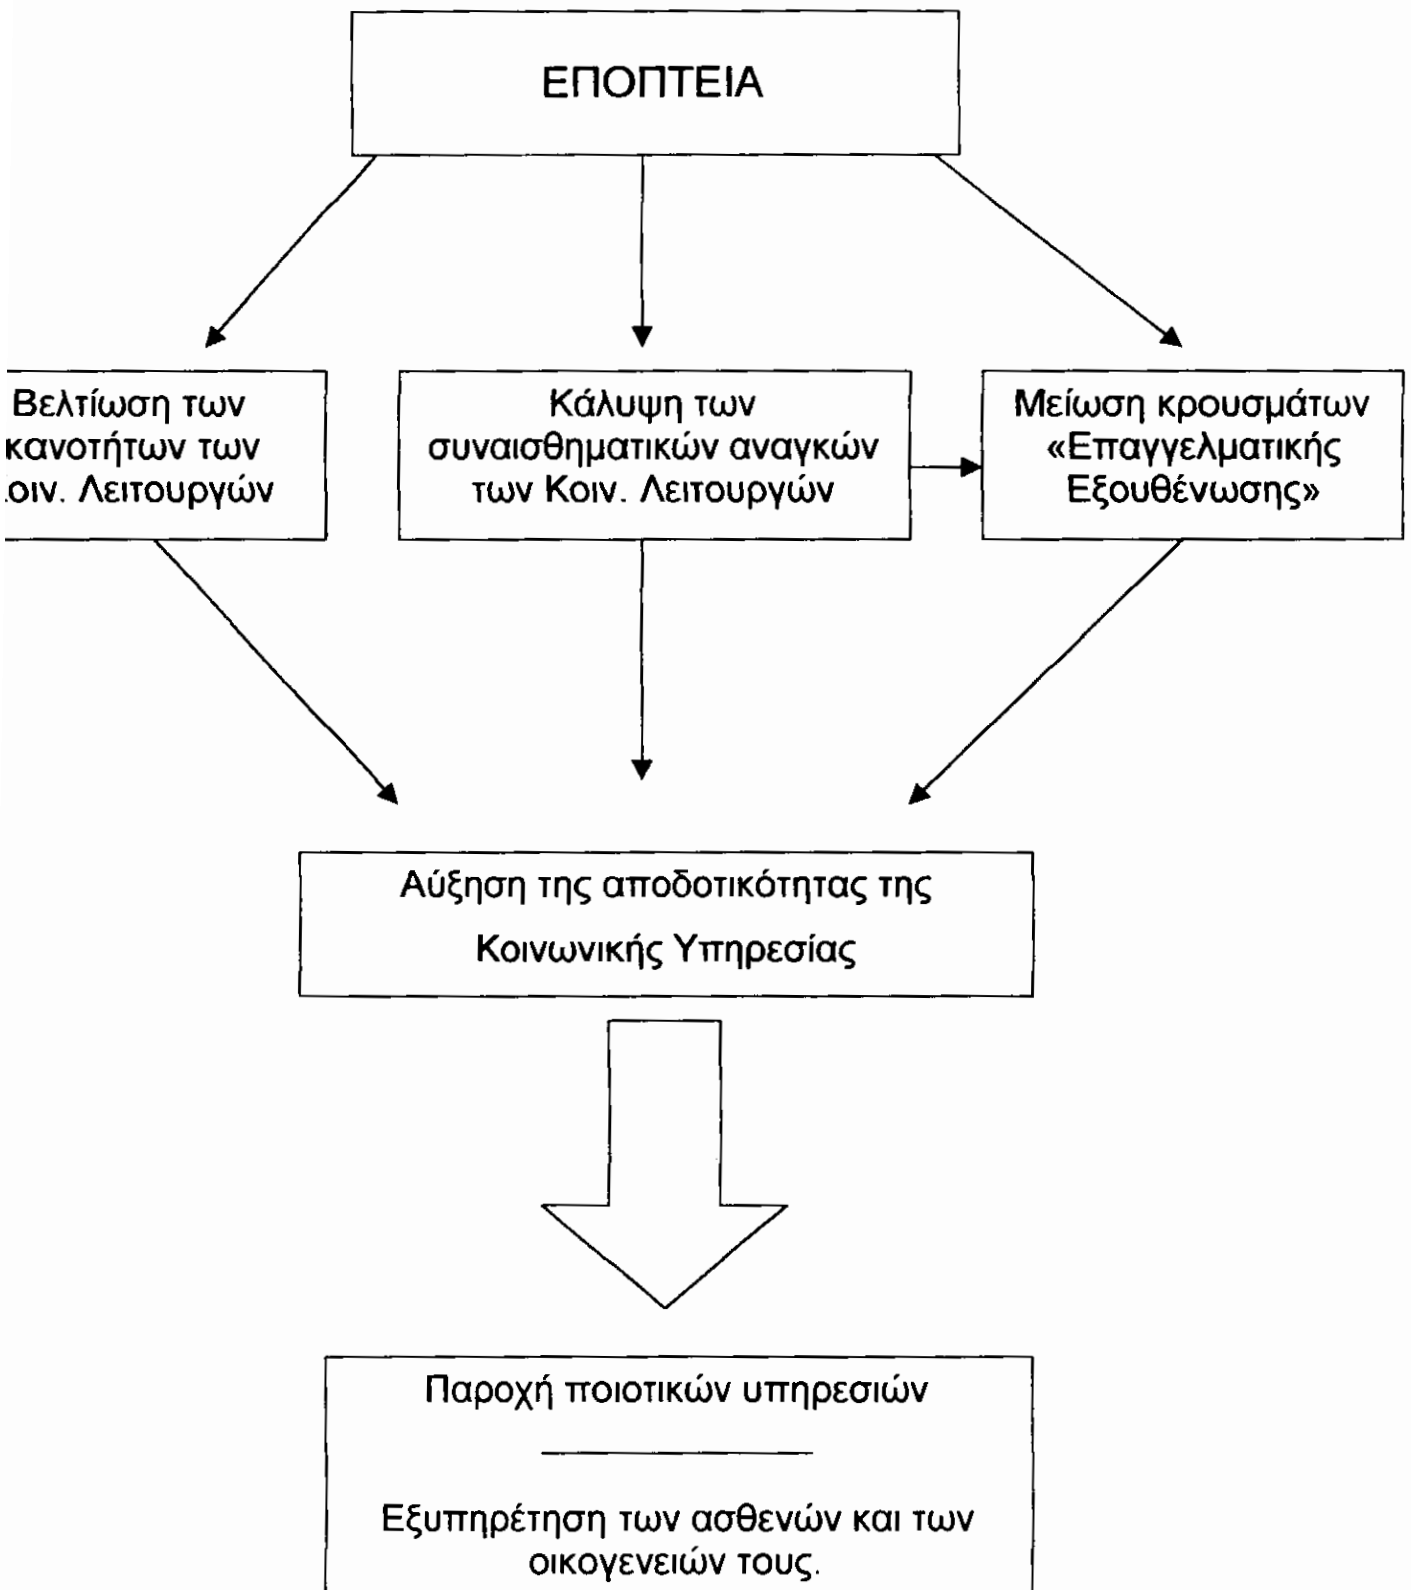 ΕΠΟΠΤΕΙΑ
Βελτίωση των
κανοτήτων των
οιν. Λειτουργών
Κάλυψη των
συναισθηματικών αναγκών
των Κοιν. Λειτουργών
Μείωση κρουσμάτων
«Επαγγελματικής
Εξουθένωσης»
Αύξηση της αποδοτικότητας της
Κοινωνικής Υπηρεσίας
Παροχή ποιοτικών υπηρεσιών
Εξυπηρέτηση των ασθενών και των
οικογενειών τους.